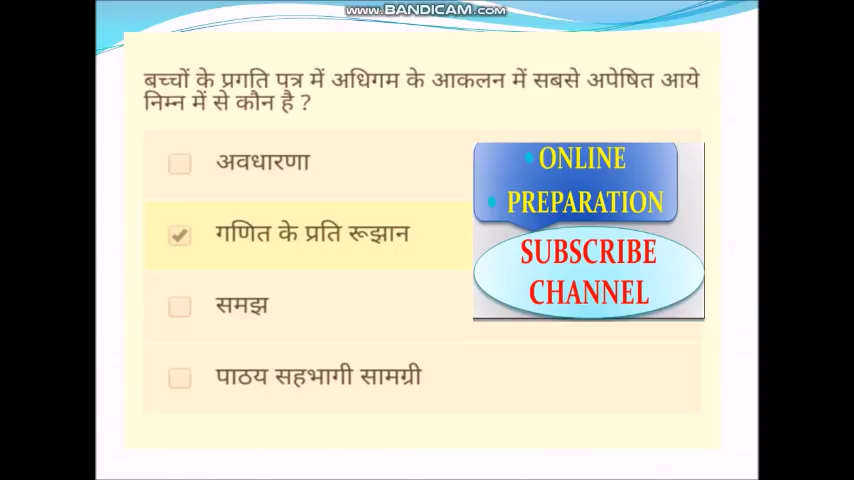 www.BANDICAM.com
बच्चों के प्रगति पत्र में अधिगम के आकलन में सबसे अपेषित आये
निम्न में से कौन है ?
अवधारणा
गणित के प्रति रूझान
समझ
पाठय सहभागी सामग्री
• ONLINE
• PREPARATION
SUBSCRIBE
CHANNEL